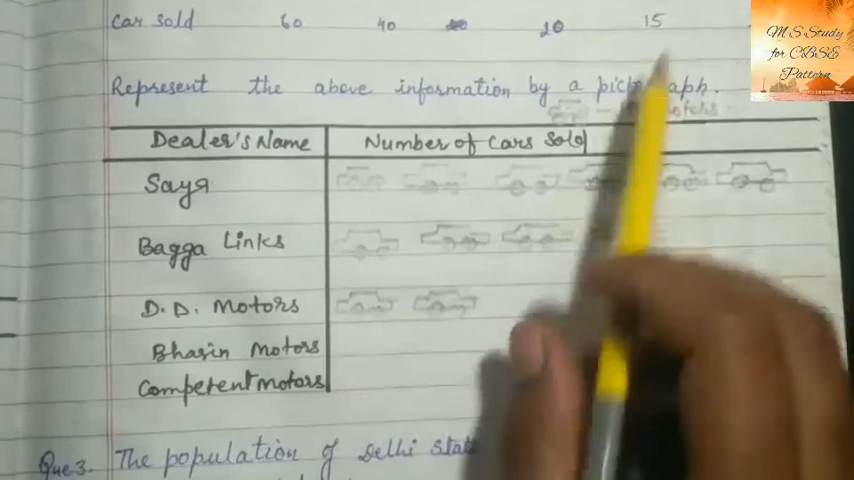 car sold 60 40 20 15
M S Study
for CBSE
Pattern
Represent the above information by a pictograph.
Dealer's Name Number of Cars Sold
Saya
Bagga Links
D.D. Motors
Bhasin Motors
Competent motors
Que 3. The population of Delhi State